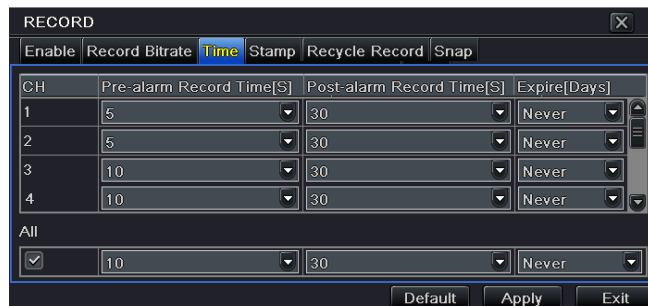 RECORD
Enable Record Bitrate Time Stamp Recycle Record Snap
CH Pre-alarm Record Time[S] Post-alarm Record Time[S] Expire[Days]
1 5 30 Never
2 5 30 Never
3 10 30 Never
4 10 30 Never
All
10 30 Never
Default Apply Exit